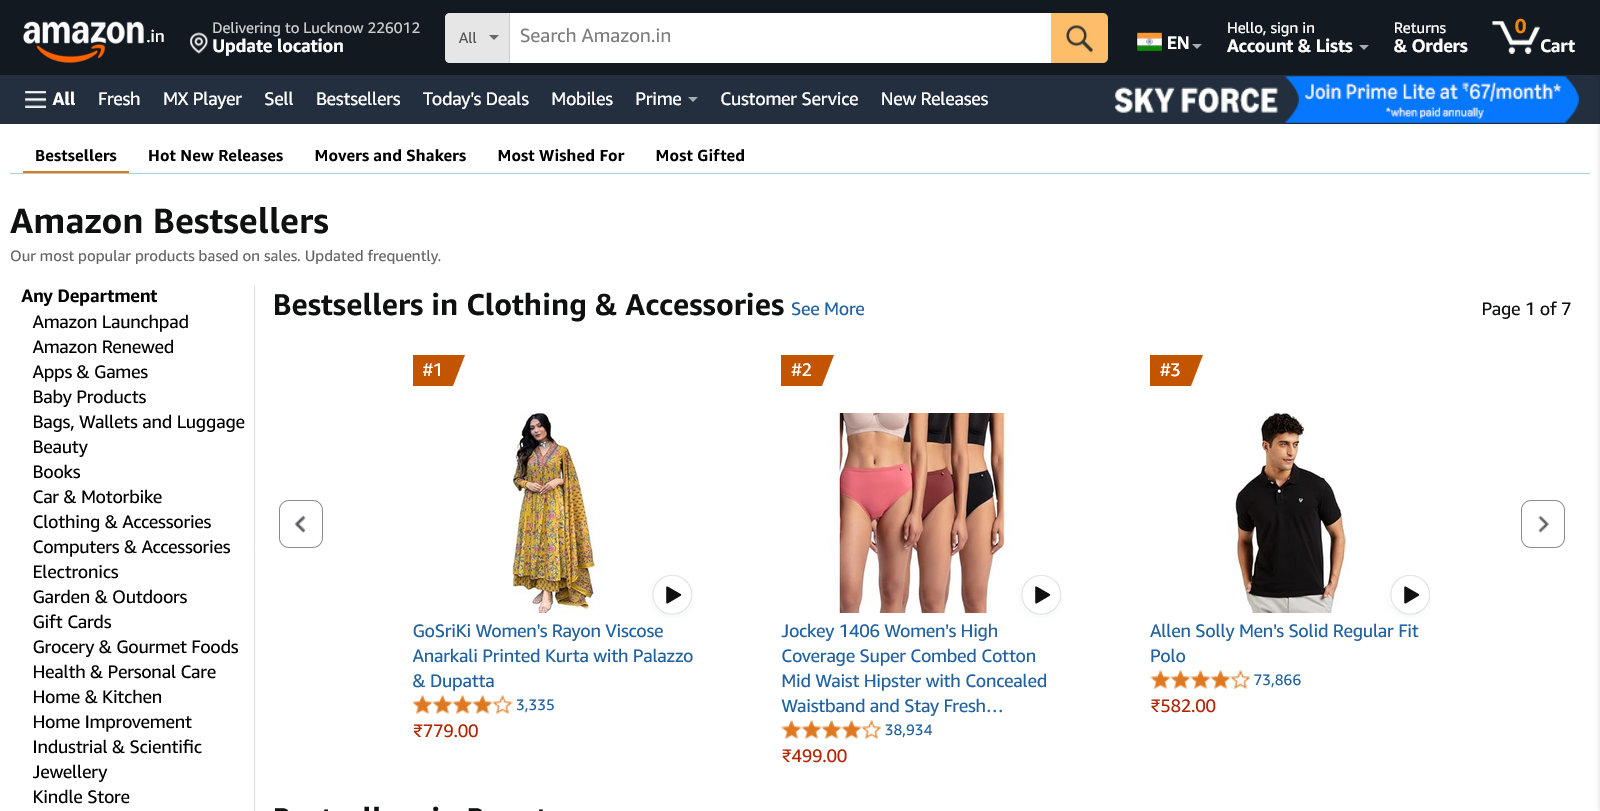 amazon.in
Delivering to Lucknow 226012
Update location
All
Search Amazon.in
EN
Hello, sign in
Account & Lists
Returns
& Orders
0
Cart
All
Fresh
MX Player
Sell
Bestsellers
Today's Deals
Mobiles
Prime
Customer Service
New Releases
SKY FORCE
Join Prime Lite at ₹67/month*
*when paid annually
Bestsellers
Hot New Releases
Movers and Shakers
Most Wished For
Most Gifted
Amazon Bestsellers
Our most popular products based on sales. Updated frequently.
Any Department
Amazon Launchpad
Amazon Renewed
Apps & Games
Baby Products
Bags, Wallets and Luggage
Beauty
Books
Car & Motorbike
Clothing & Accessories
Computers & Accessories
Electronics
Garden & Outdoors
Gift Cards
Grocery & Gourmet Foods
Health & Personal Care
Home & Kitchen
Home Improvement
Industrial & Scientific
Jewellery
Kindle Store
Bestsellers in Clothing & Accessories See More
Page 1 of 7
#1
GoSriKi Women's Rayon Viscose
Anarkali Printed Kurta with Palazzo
& Dupatta
3,335
₹779.00
#2
Jockey 1406 Women's High
Coverage Super Combed Cotton
Mid Waist Hipster with Concealed
Waistband and Stay Fresh…
38,934
₹499.00
#3
Allen Solly Men's Solid Regular Fit
Polo
73,866
₹582.00